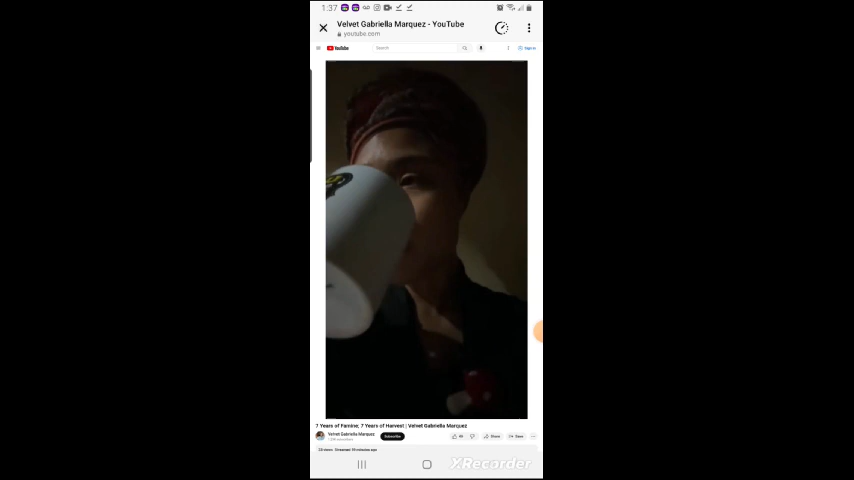 1:37
Velvet Gabriella Marquez - YouTube
youtube.com
YouTube
Search
Sign in
7 Years of Famine; 7 Years of Harvest | Velvet Gabriella Marquez
Velvet Gabriella Marquez
Subscribe
Share
Save
XRecorder